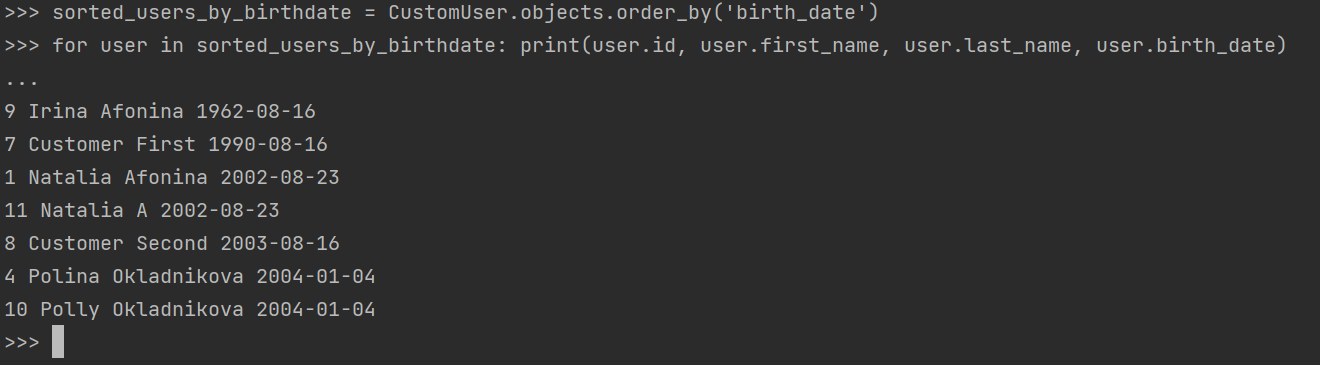 >>> sorted_users_by_birthdate = CustomUser.objects.order_by('birth_date')
>>> for user in sorted_users_by_birthdate: print(user.id, user.first_name, user.last_name, user.birth_date)
...
9 Irina Afonina 1962-08-16
7 Customer First 1990-08-16
1 Natalia Afonina 2002-08-23
11 Natalia A 2002-08-23
8 Customer Second 2003-08-16
4 Polina Okladnikova 2004-01-04
10 Polly Okladnikova 2004-01-04
>>>